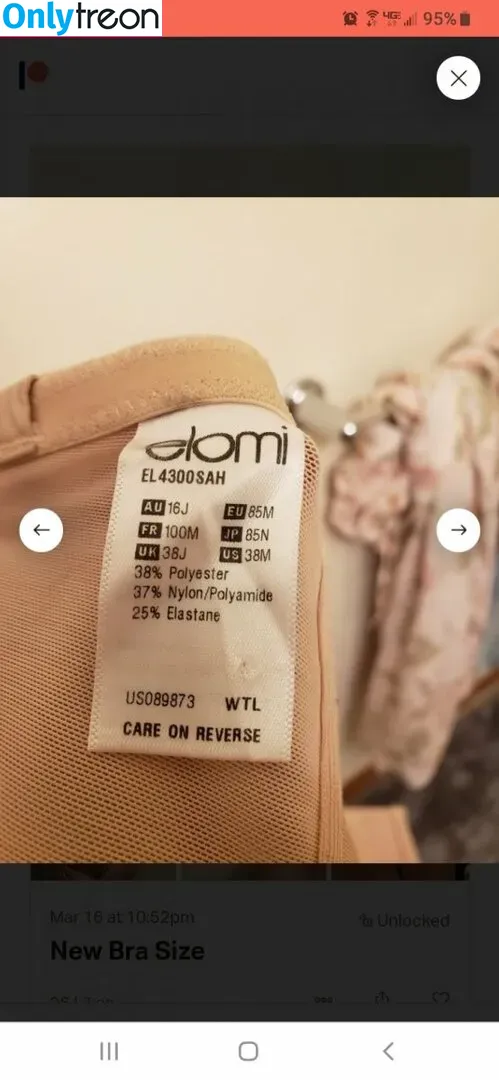 Onlytreon
4GE 95%
elomi
EL4300SAH
AU 16J EU 85M
FR 100M JP 85N
UK 38J US 38M
38% Polyester
37% Nylon/Polyamide
25% Elastane
US089873 WTL
CARE ON REVERSE
Mar 16 at 10:52pm Unlocked
New Bra Size